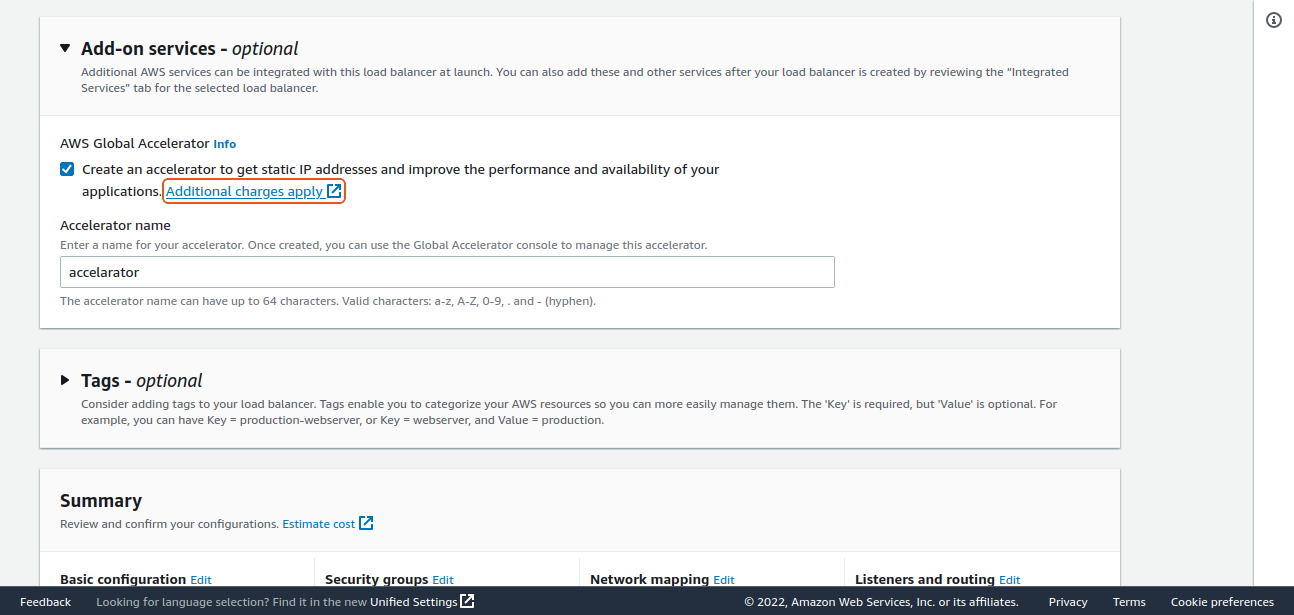 Add-on services - optional
Additional AWS services can be integrated with this load balancer at launch. You can also add these and other services after your load balancer is created by reviewing the “Integrated
Services” tab for the selected load balancer.
AWS Global Accelerator Info
Create an accelerator to get static IP addresses and improve the performance and availability of your
applications. Additional charges apply
Accelerator name
Enter a name for your accelerator. Once created, you can use the Global Accelerator console to manage this accelerator.
accelarator
The accelerator name can have up to 64 characters. Valid characters: a-z, A-Z, 0-9, . and - (hyphen).
Tags - optional
Consider adding tags to your load balancer. Tags enable you to categorize your AWS resources so you can more easily manage them. The 'Key' is required, but 'Value' is optional. For
example, you can have Key = production-webserver, or Key = webserver, and Value = production.
Summary
Review and confirm your configurations. Estimate cost
Basic configuration Edit Security groups Edit Network mapping Edit Listeners and routing Edit
Feedback Looking for language selection? Find it in the new Unified Settings © 2022, Amazon Web Services, Inc. or its affiliates. Privacy Terms Cookie preferences